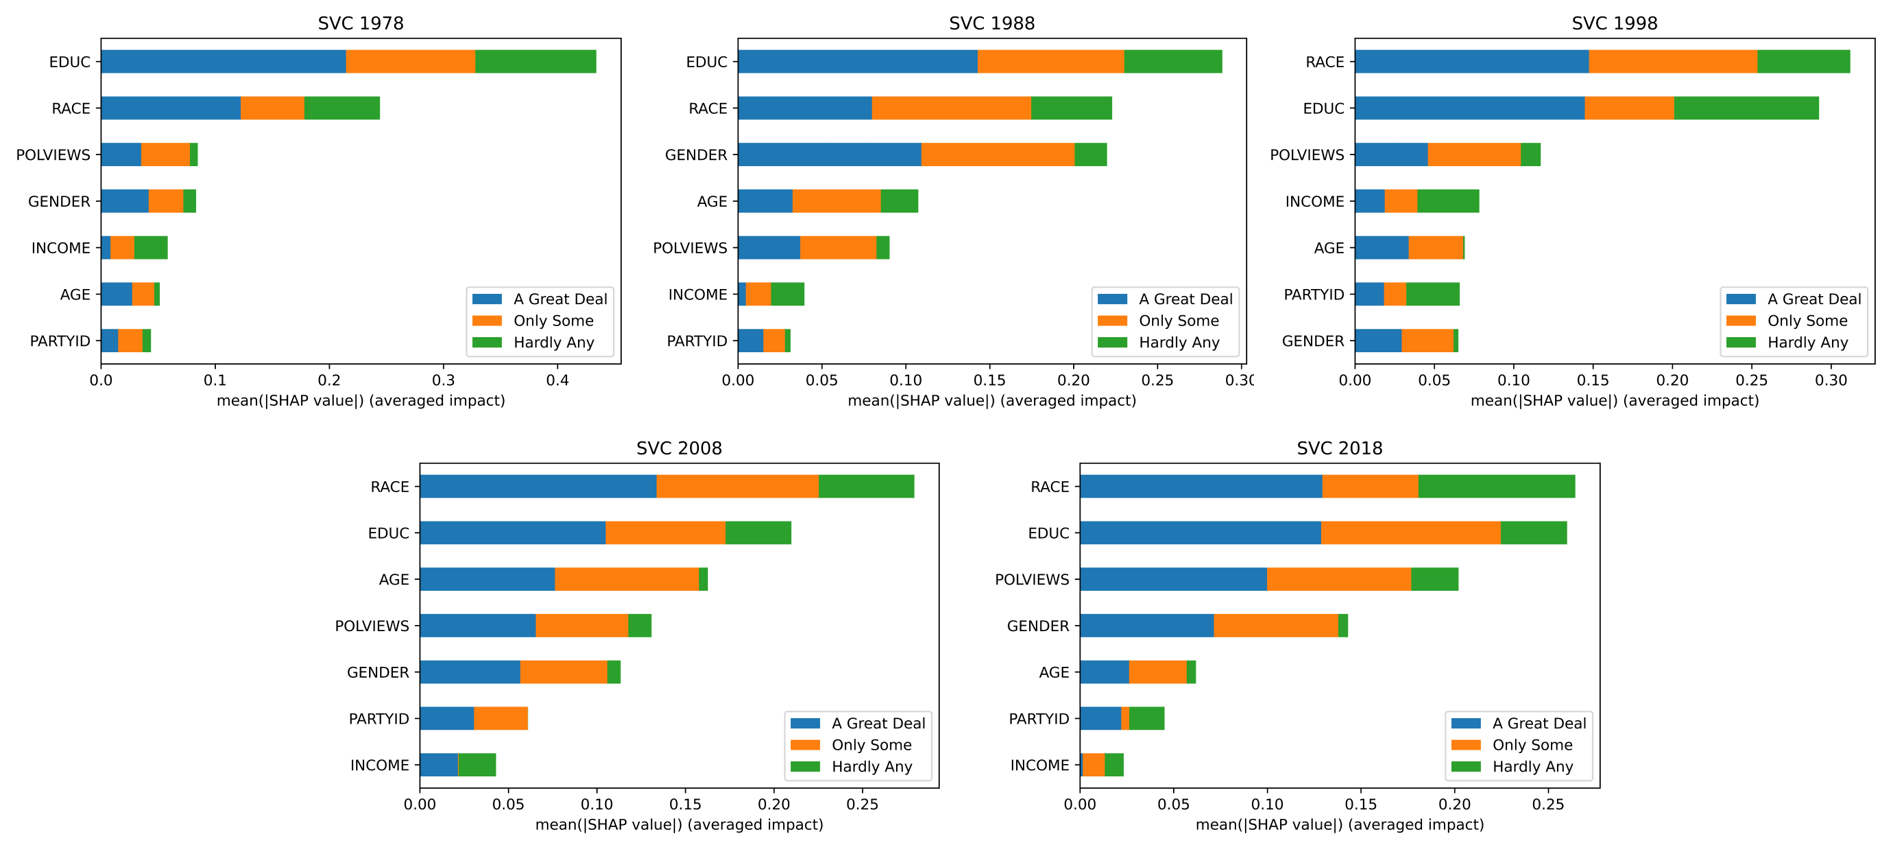 SVC 1978
EDUC
RACE
POLVIEWS
GENDER
INCOME
AGE
PARTYID
A Great Deal
Only Some
Hardly Any
0.0 0.1 0.2 0.3 0.4
mean(|SHAP value|) (averaged impact)
SVC 1988
EDUC
RACE
GENDER
AGE
POLVIEWS
INCOME
PARTYID
A Great Deal
Only Some
Hardly Any
0.00 0.05 0.10 0.15 0.20 0.25 0.30
mean(|SHAP value|) (averaged impact)
SVC 1998
RACE
EDUC
POLVIEWS
INCOME
AGE
PARTYID
GENDER
A Great Deal
Only Some
Hardly Any
0.00 0.05 0.10 0.15 0.20 0.25 0.30
mean(|SHAP value|) (averaged impact)
SVC 2008
RACE
EDUC
AGE
POLVIEWS
GENDER
PARTYID
INCOME
A Great Deal
Only Some
Hardly Any
0.00 0.05 0.10 0.15 0.20 0.25
mean(|SHAP value|) (averaged impact)
SVC 2018
RACE
EDUC
POLVIEWS
GENDER
AGE
PARTYID
INCOME
A Great Deal
Only Some
Hardly Any
0.00 0.05 0.10 0.15 0.20 0.25
mean(|SHAP value|) (averaged impact)